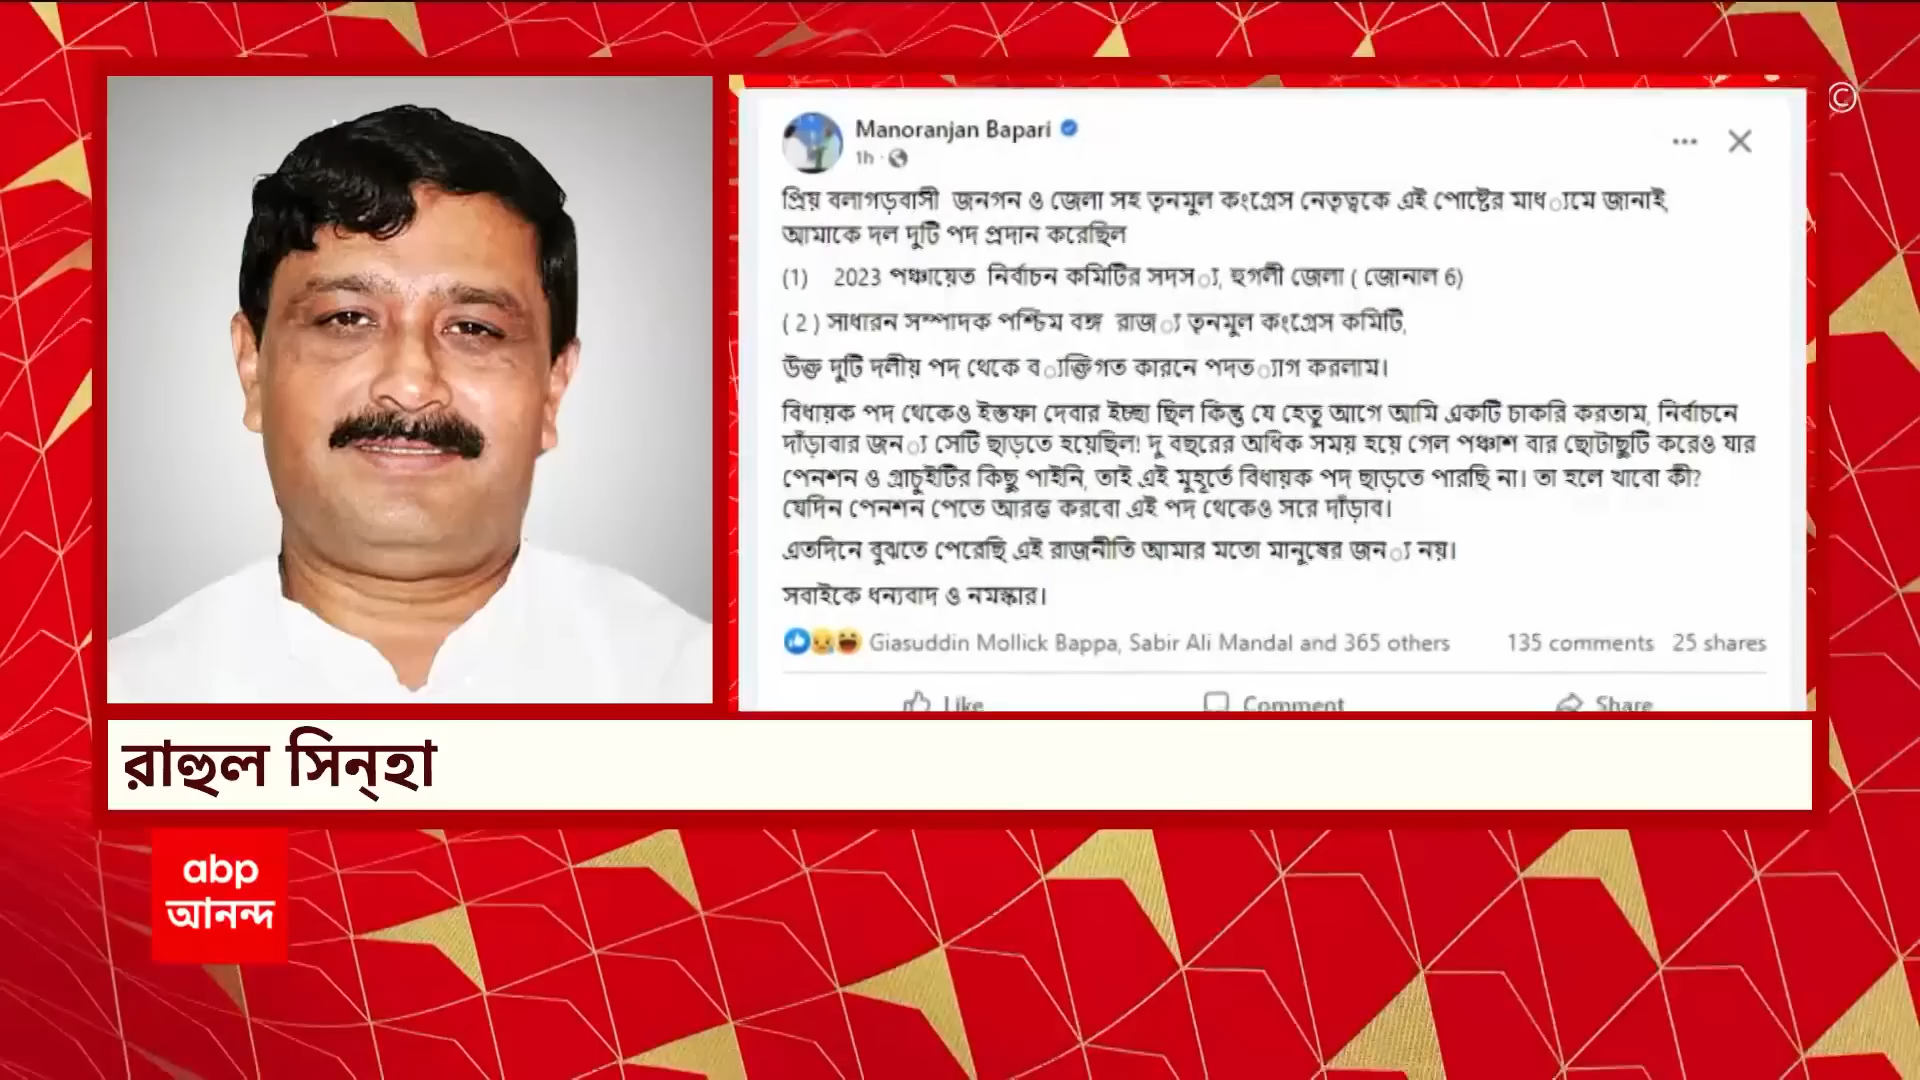 ©
Manoranjan Bapari
1h ·
প্রিয় বলাগড়বাসী জনগন ও জেলা সহ তৃনমুল কংগ্রেস নেতৃত্বকে এই পোষ্টের মাধ্যমে জানাই
আমাকে দল দুটি পদ প্রদান করেছিল
(1) 2023 পঞ্চায়েত নির্বাচন কমিটির সদস্য, হুগলী জেলা ( জোনাল 6)
( 2 ) সাধারন সম্পাদক পশ্চিম বঙ্গ রাজ্য তৃনমুল কংগ্রেস কমিটি,
উক্ত দুটি দলীয় পদ থেকে ব্যক্তিগত কারনে পদত্যাগ করলাম।
বিধায়ক পদ থেকেও ইস্তফা দেবার ইচ্ছা ছিল কিন্তু যে হেতু আগে আমি একটি চাকরি করতাম, নির্বাচনে
দাঁড়াবার জন্য সেটি ছাড়তে হয়েছিল! দু বছরের অধিক সময় হয়ে গেল পঞ্চাশ বার ছোটাছুটি করেও যার
পেনশন ও গ্রাচুইটির কিছু পাইনি, তাই এই মুহূর্তে বিধায়ক পদ ছাড়তে পারছি না। তা হলে খাবো কী?
যেদিন পেনশন পেতে আরম্ভ করবো এই পদ থেকেও সরে দাঁড়াব।
এতদিনে বুঝতে পেরেছি এই রাজনীতি আমার মতো মানুষের জন্য নয়।
সবাইকে ধন্যবাদ ও নমস্কার।
Giasuddin Mollick Bappa, Sabir Ali Mandal and 365 others 135 comments 25 shares
Like Comment Share
রাহুল সিন্‌হা
abp
আনন্দ